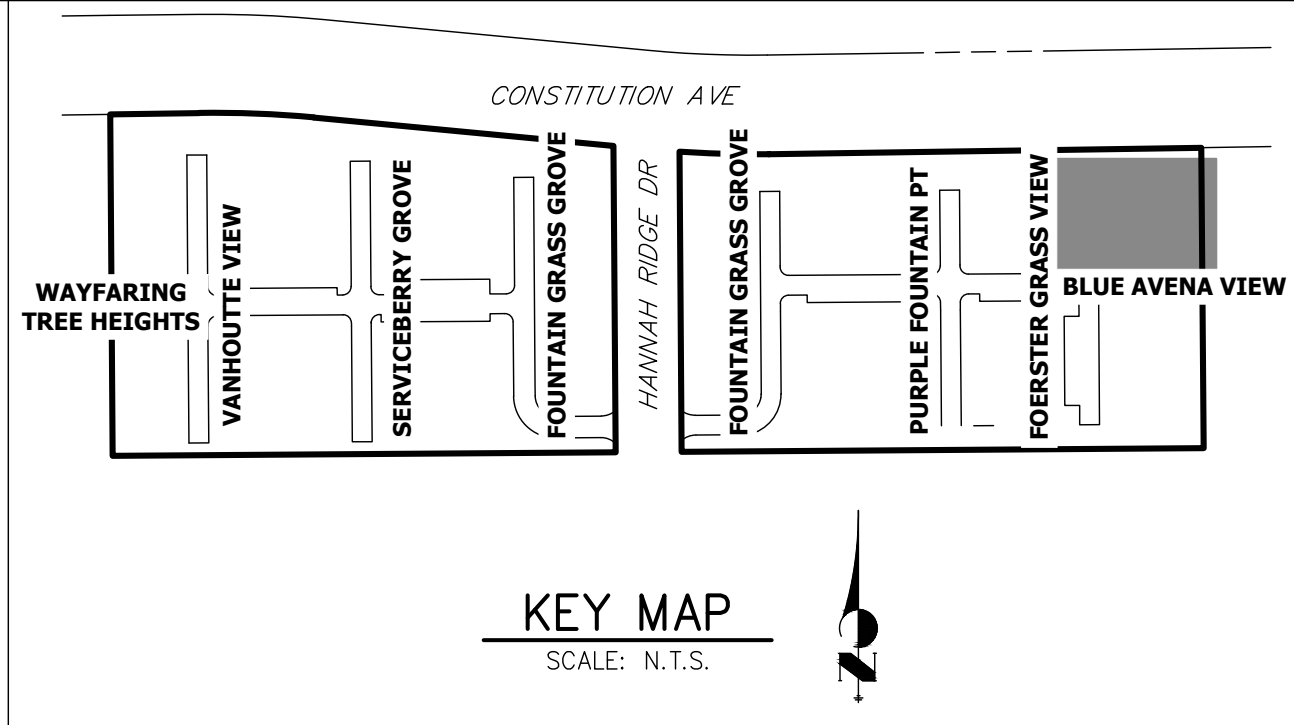 CONSTITUTION AVE
WAYFARING
TREE HEIGHTS
VANHOUTTE VIEW
SERVICEBERRY GROVE
FOUNTAIN GRASS GROVE
HANNAH RIDGE DR
FOUNTAIN GRASS GROVE
PURPLE FOUNTAIN PT
FOERSTER GRASS VIEW
BLUE AVENA VIEW
KEY MAP
SCALE: N.T.S.
N